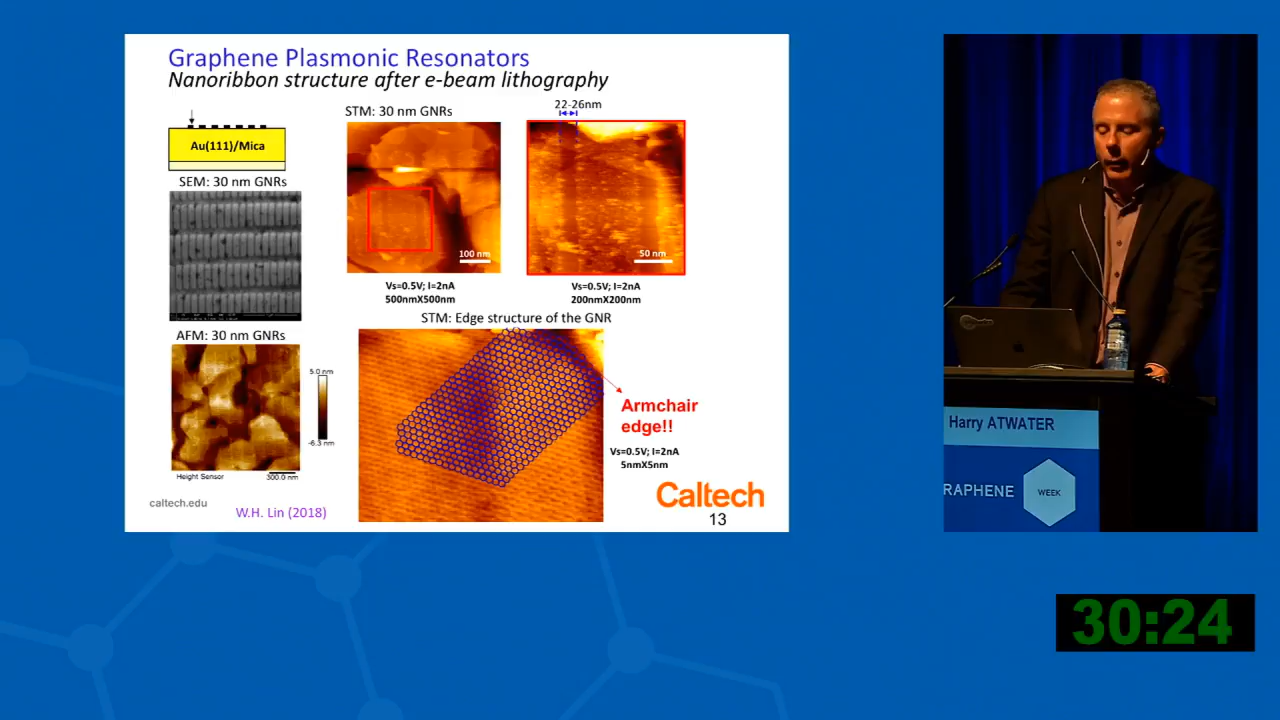 Graphene Plasmonic Resonators
Nanoribbon structure after e-beam lithography
Au(111)/Mica
SEM: 30 nm GNRs
AFM: 30 nm GNRs
5.0 nm
-6.3 nm
Height Sensor
300.0 nm
STM: 30 nm GNRs
100 nm
Vs=0.5V; I=2nA
500nmX500nm
22-26nm
50 nm
Vs=0.5V; I=2nA
200nmX200nm
STM: Edge structure of the GNR
Armchair
edge!!
Vs=0.5V; I=2nA
5nmX5nm
caltech.edu
W.H. Lin (2018)
Caltech
13
Harry ATWATER
RAPHENE
WEEK
30:24